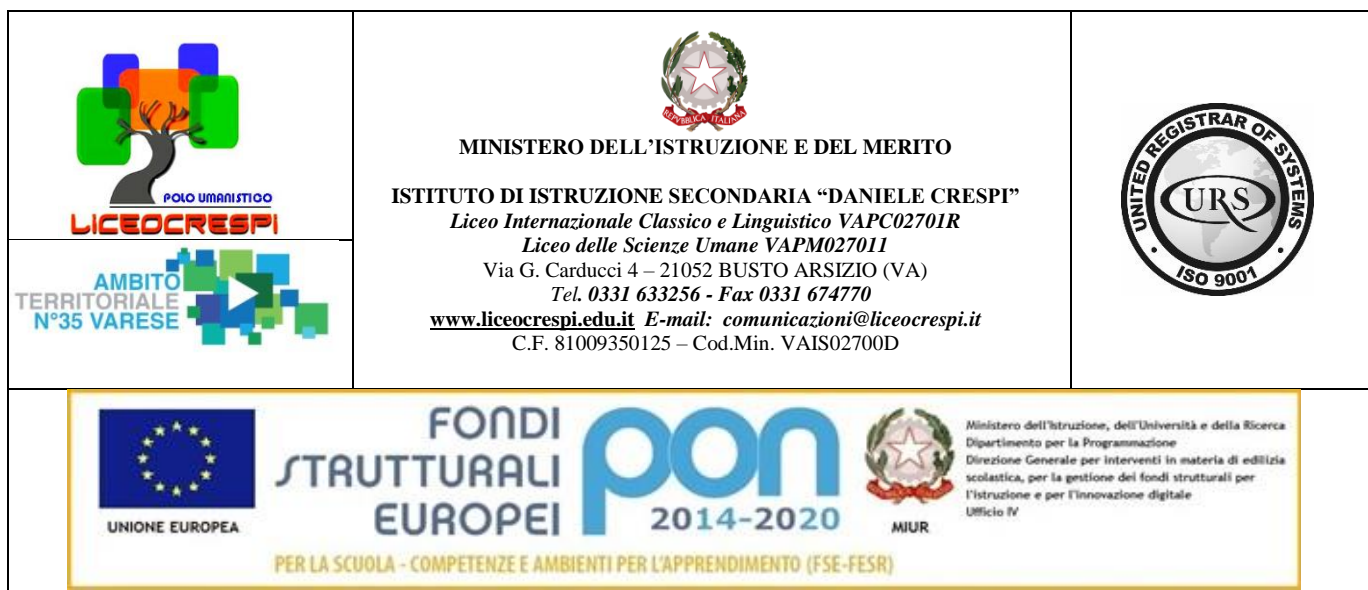 POLO UMANISTICO
LICEOCRESPI
AMBITO
TERRITORIALE
N°35 VARESE
REPVBBLICA ITALIANA
MINISTERO DELL’ISTRUZIONE E DEL MERITO
ISTITUTO DI ISTRUZIONE SECONDARIA “DANIELE CRESPI”
Liceo Internazionale Classico e Linguistico VAPC02701R
Liceo delle Scienze Umane VAPM027011
Via G. Carducci 4 – 21052 BUSTO ARSIZIO (VA)
Tel. 0331 633256 - Fax 0331 674770
www.liceocrespi.edu.it E-mail: comunicazioni@liceocrespi.it
C.F. 81009350125 – Cod.Min. VAIS02700D
UNITED REGISTRAR OF SYSTEMS
URS
ISO 9001
UNIONE EUROPEA
FONDI
STRUTTURALI
EUROPEI
pon
2014-2020
MIUR
Ministero dell'Istruzione, dell'Università e della Ricerca
Dipartimento per la Programmazione
Direzione Generale per interventi in materia di edilizia
scolastica, per la gestione dei fondi strutturali per
l'istruzione e per l'innovazione digitale
Ufficio IV
PER LA SCUOLA - COMPETENZE E AMBIENTI PER L'APPRENDIMENTO (FSE-FESR)